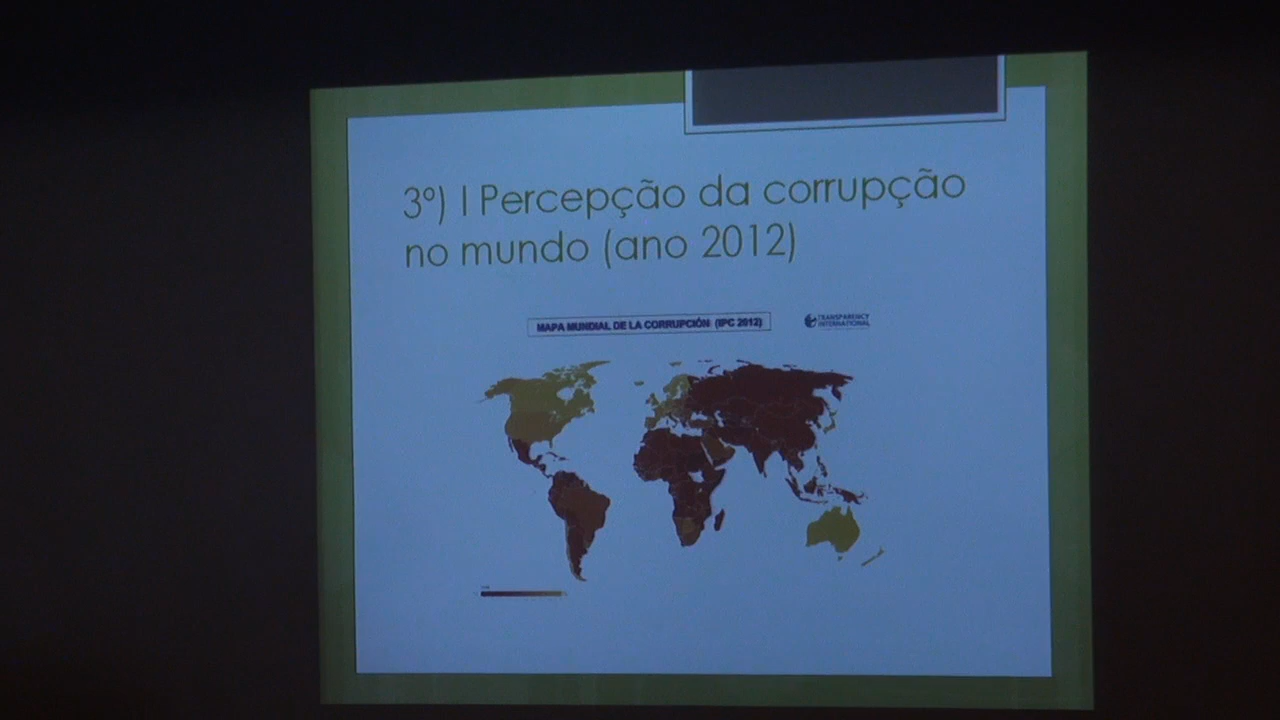 3º) I Percepção da corrupção
no mundo (ano 2012)
MAPA MUNDIAL DE LA CORRUPCIÓN (IPC 2012)
TRANSPARENCY
INTERNATIONAL